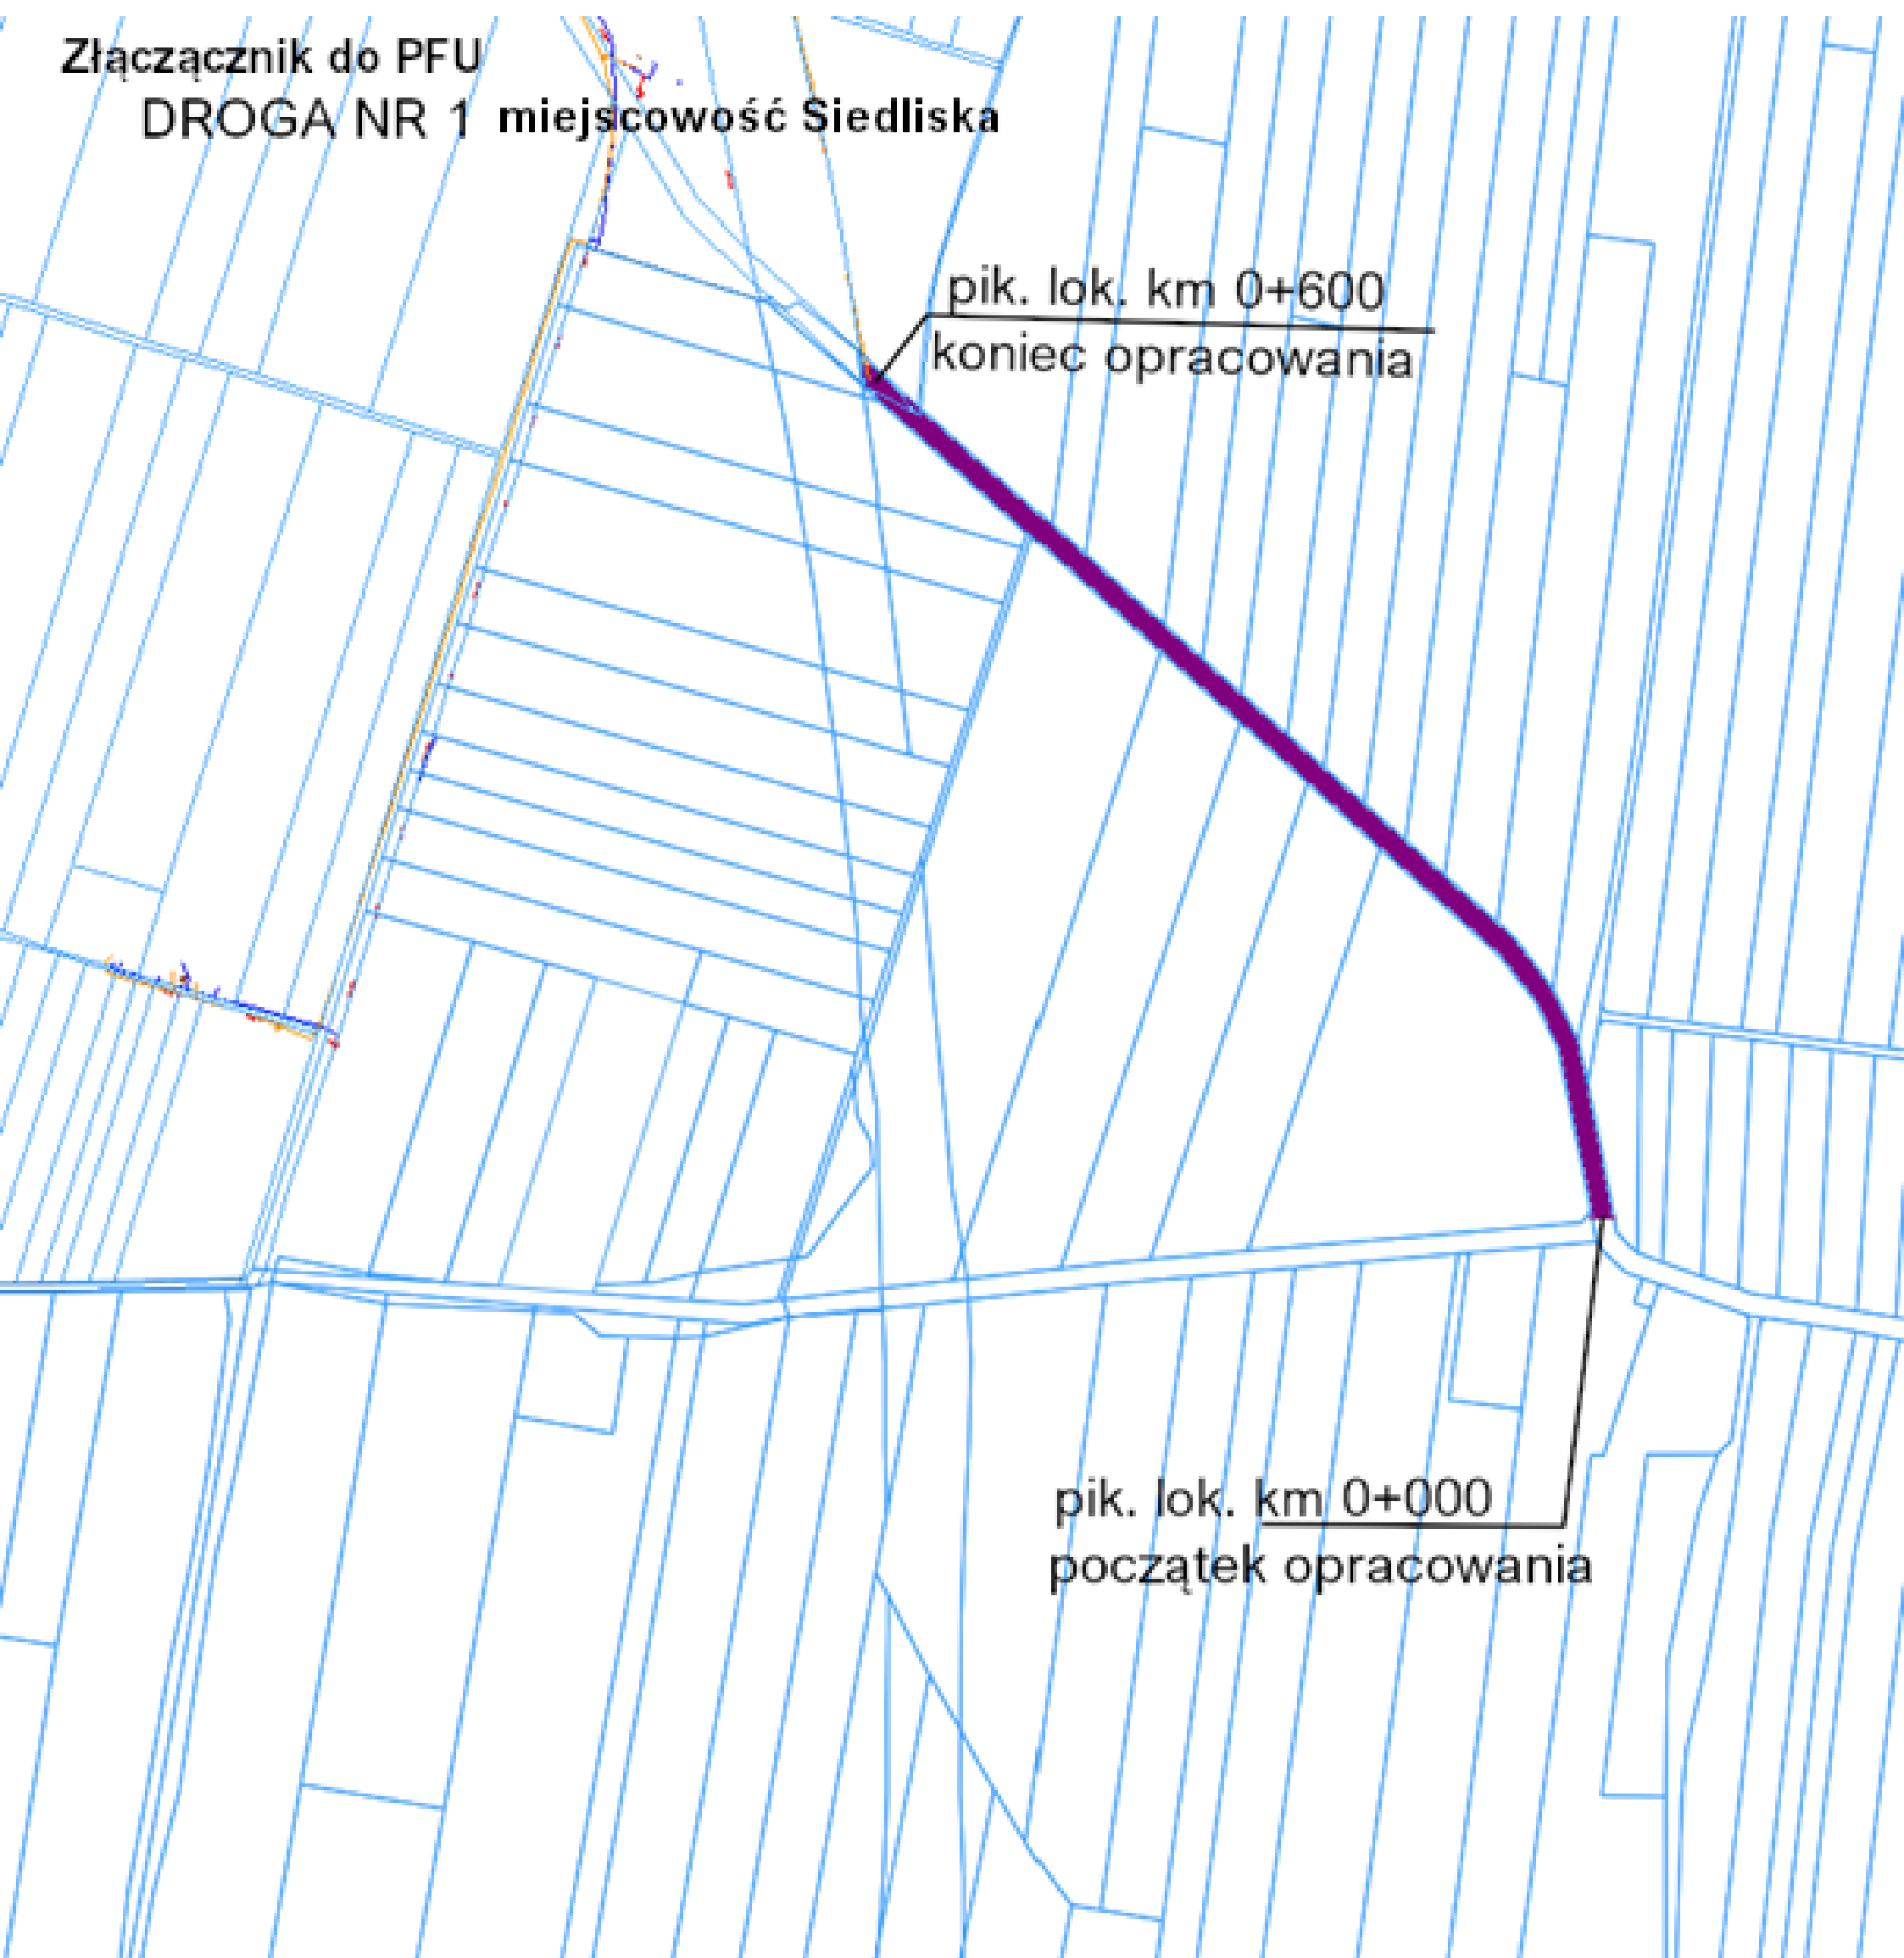 Złączącznik do PFU
DROGA NR 1 miejscowość Siedliska
pik. lok. km 0+600
koniec opracowania
pik. lok. km 0+000
początek opracowania